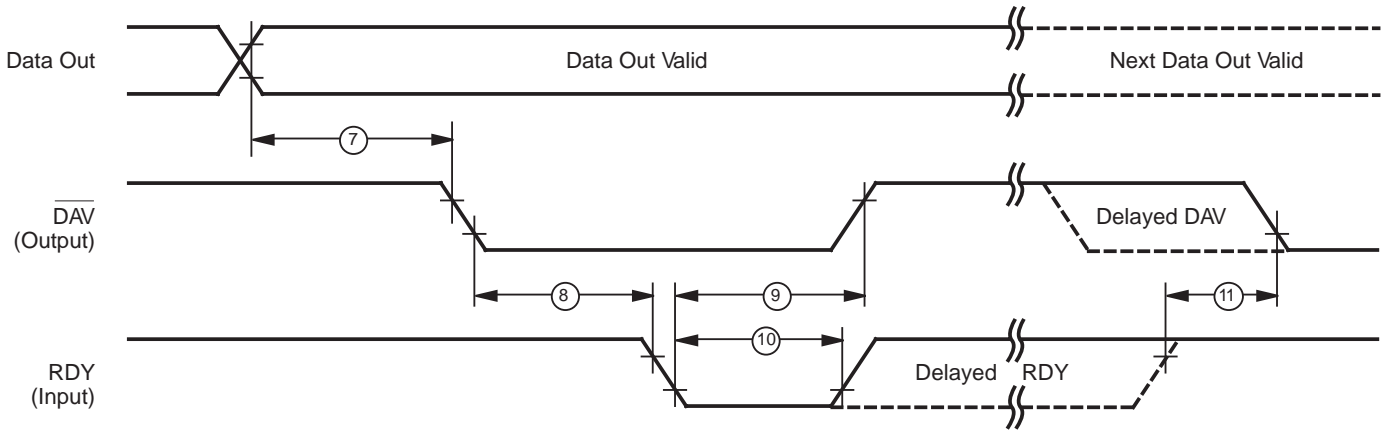 Data Out
Data Out Valid
Next Data Out Valid
7
DAV
(Output)
Delayed DAV
8
9
11
10
RDY
(Input)
Delayed RDY